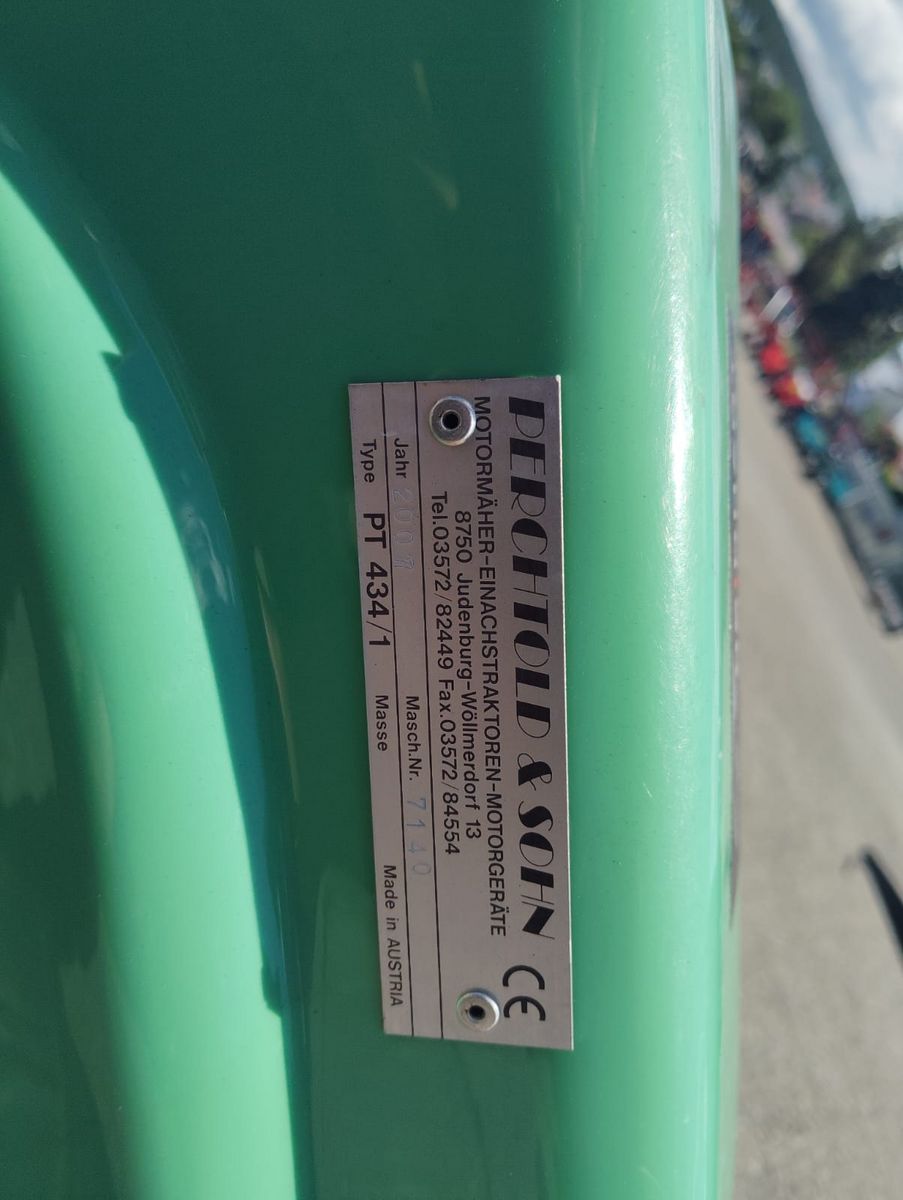 PERCHTOLD & SOHN CE
MOTORMÄHER-EINACHSTRAKTOREN-MOTORGERÄTE
8750 Judenburg-Wöllmerdorf 13
Tel.03572/82449 Fax.03572/84554
Jahr Masch.Nr. 7140
Type PT 434/1 Masse Made in AUSTRIA